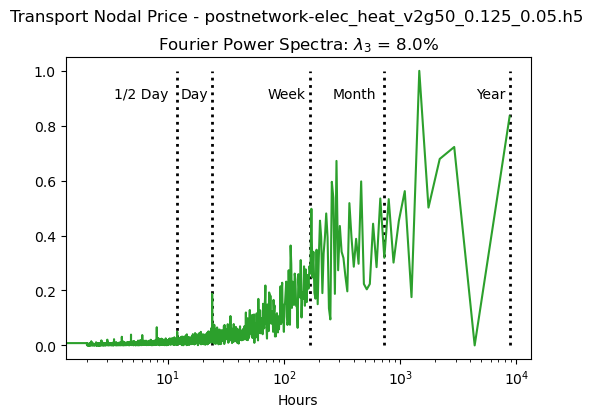 Transport Nodal Price - postnetwork-elec_heat_v2g50_0.125_0.05.h5
Fourier Power Spectra: λ₃ = 8.0%
1.0
1/2 Day Day Week Month Year
0.8
0.6
0.4
0.2
0.0
10¹ 10² 10³ 10⁴
Hours